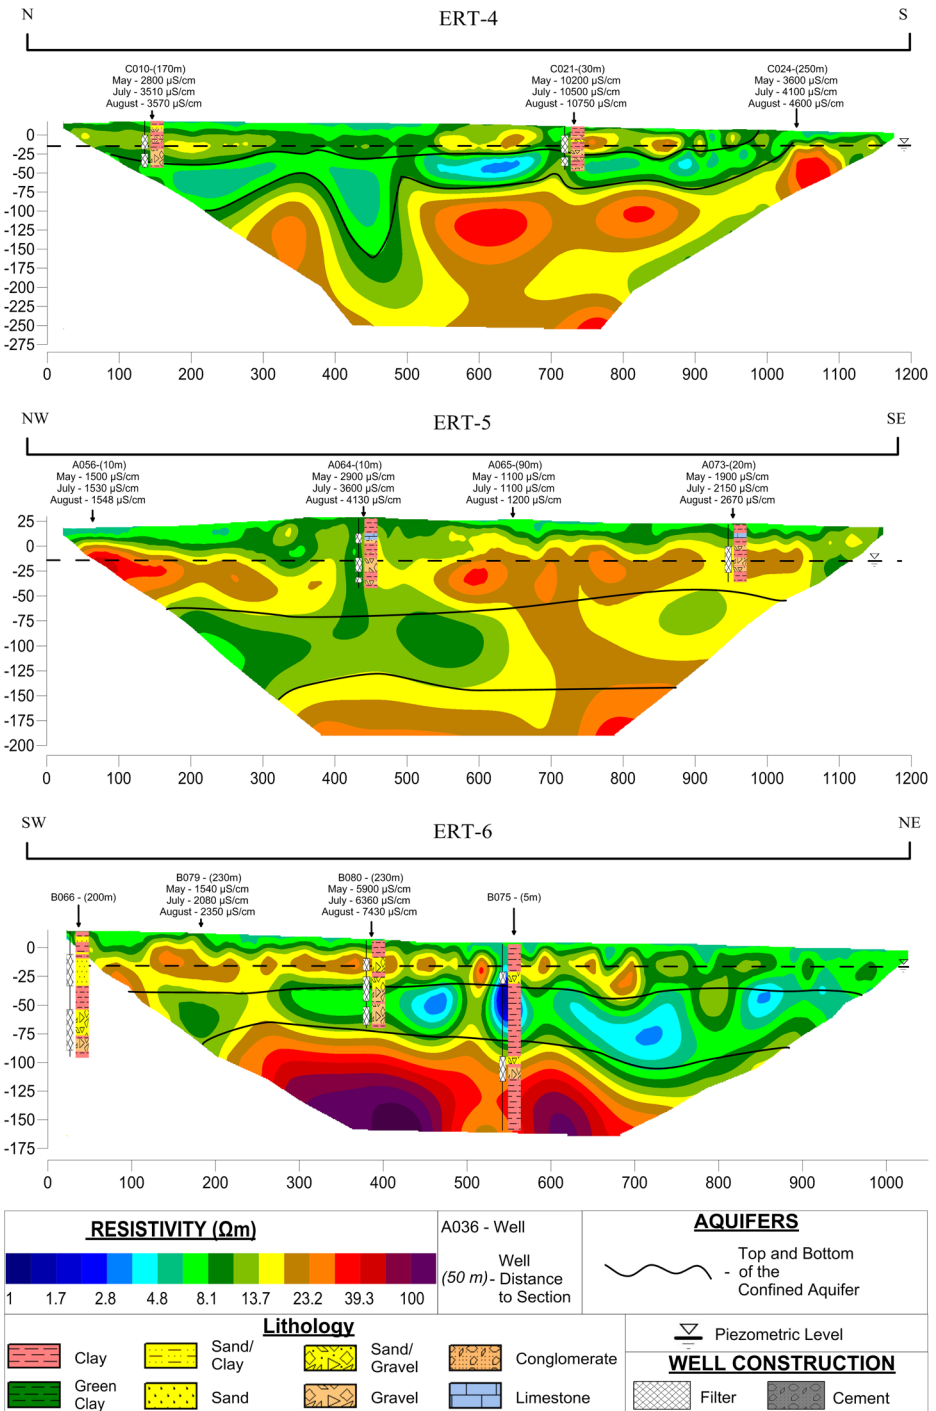 N
ERT-4
S
C010-(170m)
May - 2800 µS/cm
July - 3510 µS/cm
August - 3570 µS/cm
C021-(30m)
May - 10200 µS/cm
July - 10500 µS/cm
August - 10750 µS/cm
C024-(250m)
May - 3600 µS/cm
July - 4100 µS/cm
August - 4600 µS/cm
0
-25
-50
-75
-100
-125
-150
-175
-200
-225
-250
-275
0 100 200 300 400 500 600 700 800 900 1000 1100 1200
NW
ERT-5
SE
A056-(10m)
May - 1500 µS/cm
July - 1530 µS/cm
August - 1548 µS/cm
A064-(10m)
May - 2900 µS/cm
July - 3600 µS/cm
August - 4130 µS/cm
A065-(90m)
May - 1100 µS/cm
July - 1100 µS/cm
August - 1200 µS/cm
A073-(20m)
May - 1900 µS/cm
July - 2150 µS/cm
August - 2670 µS/cm
25
0
-25
-50
-75
-100
-125
-150
-175
-200
0 100 200 300 400 500 600 700 800 900 1000 1100 1200
SW
ERT-6
NE
B066 - (200m)
B079 - (230m)
May - 1540 µS/cm
July - 2080 µS/cm
August - 2350 µS/cm
B080 - (230m)
May - 5900 µS/cm
July - 6360 µS/cm
August - 7430 µS/cm
B075 - (5m)
0
-25
-50
-75
-100
-125
-150
-175
0 100 200 300 400 500 600 700 800 900 1000
RESISTIVITY (Ωm)
1 1.7 2.8 4.8 8.1 13.7 23.2 39.3 100
A036 - Well
(50 m) - Well Distance to Section
AQUIFERS
- Top and Bottom
of the
Confined Aquifer
Lithology
Clay
Sand/
Clay
Sand/
Gravel
Conglomerate
Green
Clay
Sand
Gravel
Limestone
Piezometric Level
WELL CONSTRUCTION
Filter
Cement